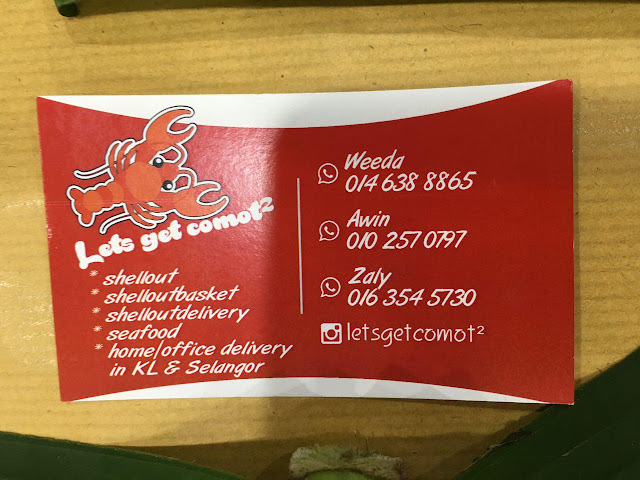 Lets get comot²
* shellout
* shelloutbasket
* shelloutdelivery
* seafood
* home/office delivery
in KL & Selangor
Weeda
014 638 8865
Awin
010 257 0797
Zaly
016 354 5730
letsgetcomot²